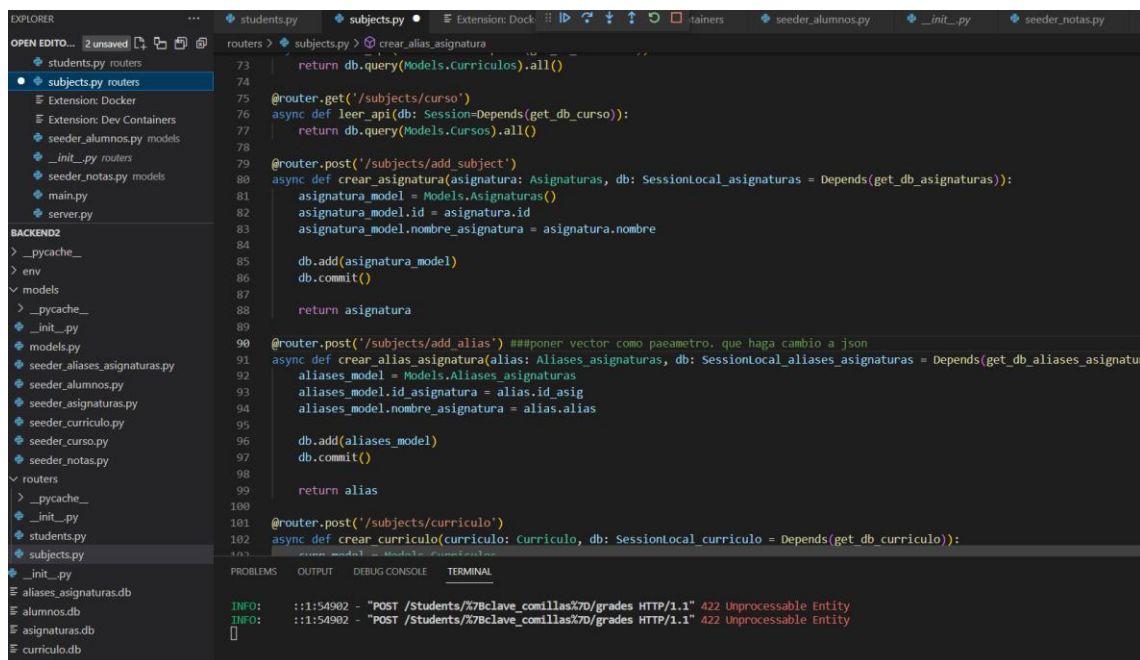 EXPLORER ···
students.py subjects.py Extension: Dock tainers seeder_alumnos.py _init_.py seeder_notas.py
OPEN EDITO... 2 unsaved
routers > subjects.py > crear_alias_asignatura
students.py routers
subjects.py routers
Extension: Docker
Extension: Dev Containers
seeder_alumnos.py models
_init_.py routers
seeder_notas.py models
main.py
server.py
BACKEND2
> _pycache_
> env
models
> _pycache_
_init_.py
models.py
seeder_aliases_asignaturas.py
seeder_alumnos.py
seeder_asignaturas.py
seeder_curriculo.py
seeder_curso.py
seeder_notas.py
routers
> _pycache_
_init_.py
students.py
subjects.py
_init_.py
aliases_asignaturas.db
alumnos.db
asignaturas.db
curriculo.db
73 return db.query(Models.Curriculos).all()
74
75 @router.get('/subjects/curso')
76 async def leer_api(db: Session=Depends(get_db_curso)):
77 return db.query(Models.Cursos).all()
78
79 @router.post('/subjects/add_subject')
80 async def crear_asignatura(asignatura: Asignaturas, db: SessionLocal_asignaturas = Depends(get_db_asignaturas)):
81 asignatura_model = Models.Asignaturas()
82 asignatura_model.id = asignatura.id
83 asignatura_model.nombre_asignatura = asignatura.nombre
84
85 db.add(asignatura_model)
86 db.commit()
87
88 return asignatura
89
90 @router.post('/subjects/add_alias') ###poner vector como paeametro. que haga cambio a json
91 async def crear_alias_asignatura(alias: Aliases_asignaturas, db: SessionLocal_aliases_asignaturas = Depends(get_db_aliases_asignatu
92 aliases_model = Models.Aliases_asignaturas
93 aliases_model.id_asignatura = alias.id_asig
94 aliases_model.nombre_asignatura = alias.alias
95
96 db.add(aliases_model)
97 db.commit()
98
99 return alias
100
101 @router.post('/subjects/curriculo')
102 async def crear_curriculo(curriculo: Curriculo, db: SessionLocal_curriculo = Depends(get_db_curriculo)):
PROBLEMS OUTPUT DEBUG CONSOLE TERMINAL
INFO: ::1:54902 - "POST /Students/%7Bclave_comillas%7D/grades HTTP/1.1" 422 Unprocessable Entity
INFO: ::1:54902 - "POST /Students/%7Bclave_comillas%7D/grades HTTP/1.1" 422 Unprocessable Entity